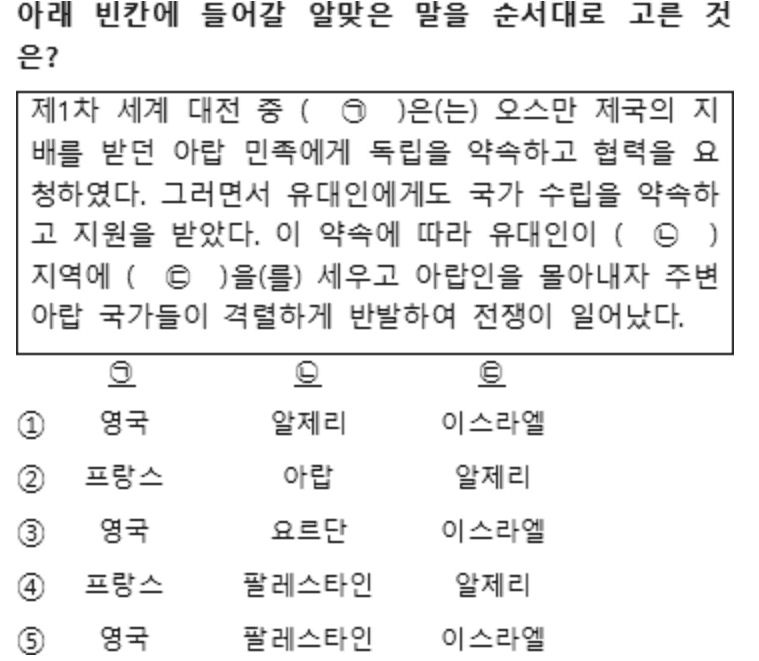 아래 빈칸에 들어갈 알맞은 말을 순서대로 고른 것
은?
제1차 세계 대전 중 ( ㉠ )은(는) 오스만 제국의 지
배를 받던 아랍 민족에게 독립을 약속하고 협력을 요
청하였다. 그러면서 유대인에게도 국가 수립을 약속하
고 지원을 받았다. 이 약속에 따라 유대인이 ( ㉡ )
지역에 ( ㉢ )을(를) 세우고 아랍인을 몰아내자 주변
아랍 국가들이 격렬하게 반발하여 전쟁이 일어났다.
㉠ ㉡ ㉢
① 영국 알제리 이스라엘
② 프랑스 아랍 알제리
③ 영국 요르단 이스라엘
④ 프랑스 팔레스타인 알제리
⑤ 영국 팔레스타인 이스라엘